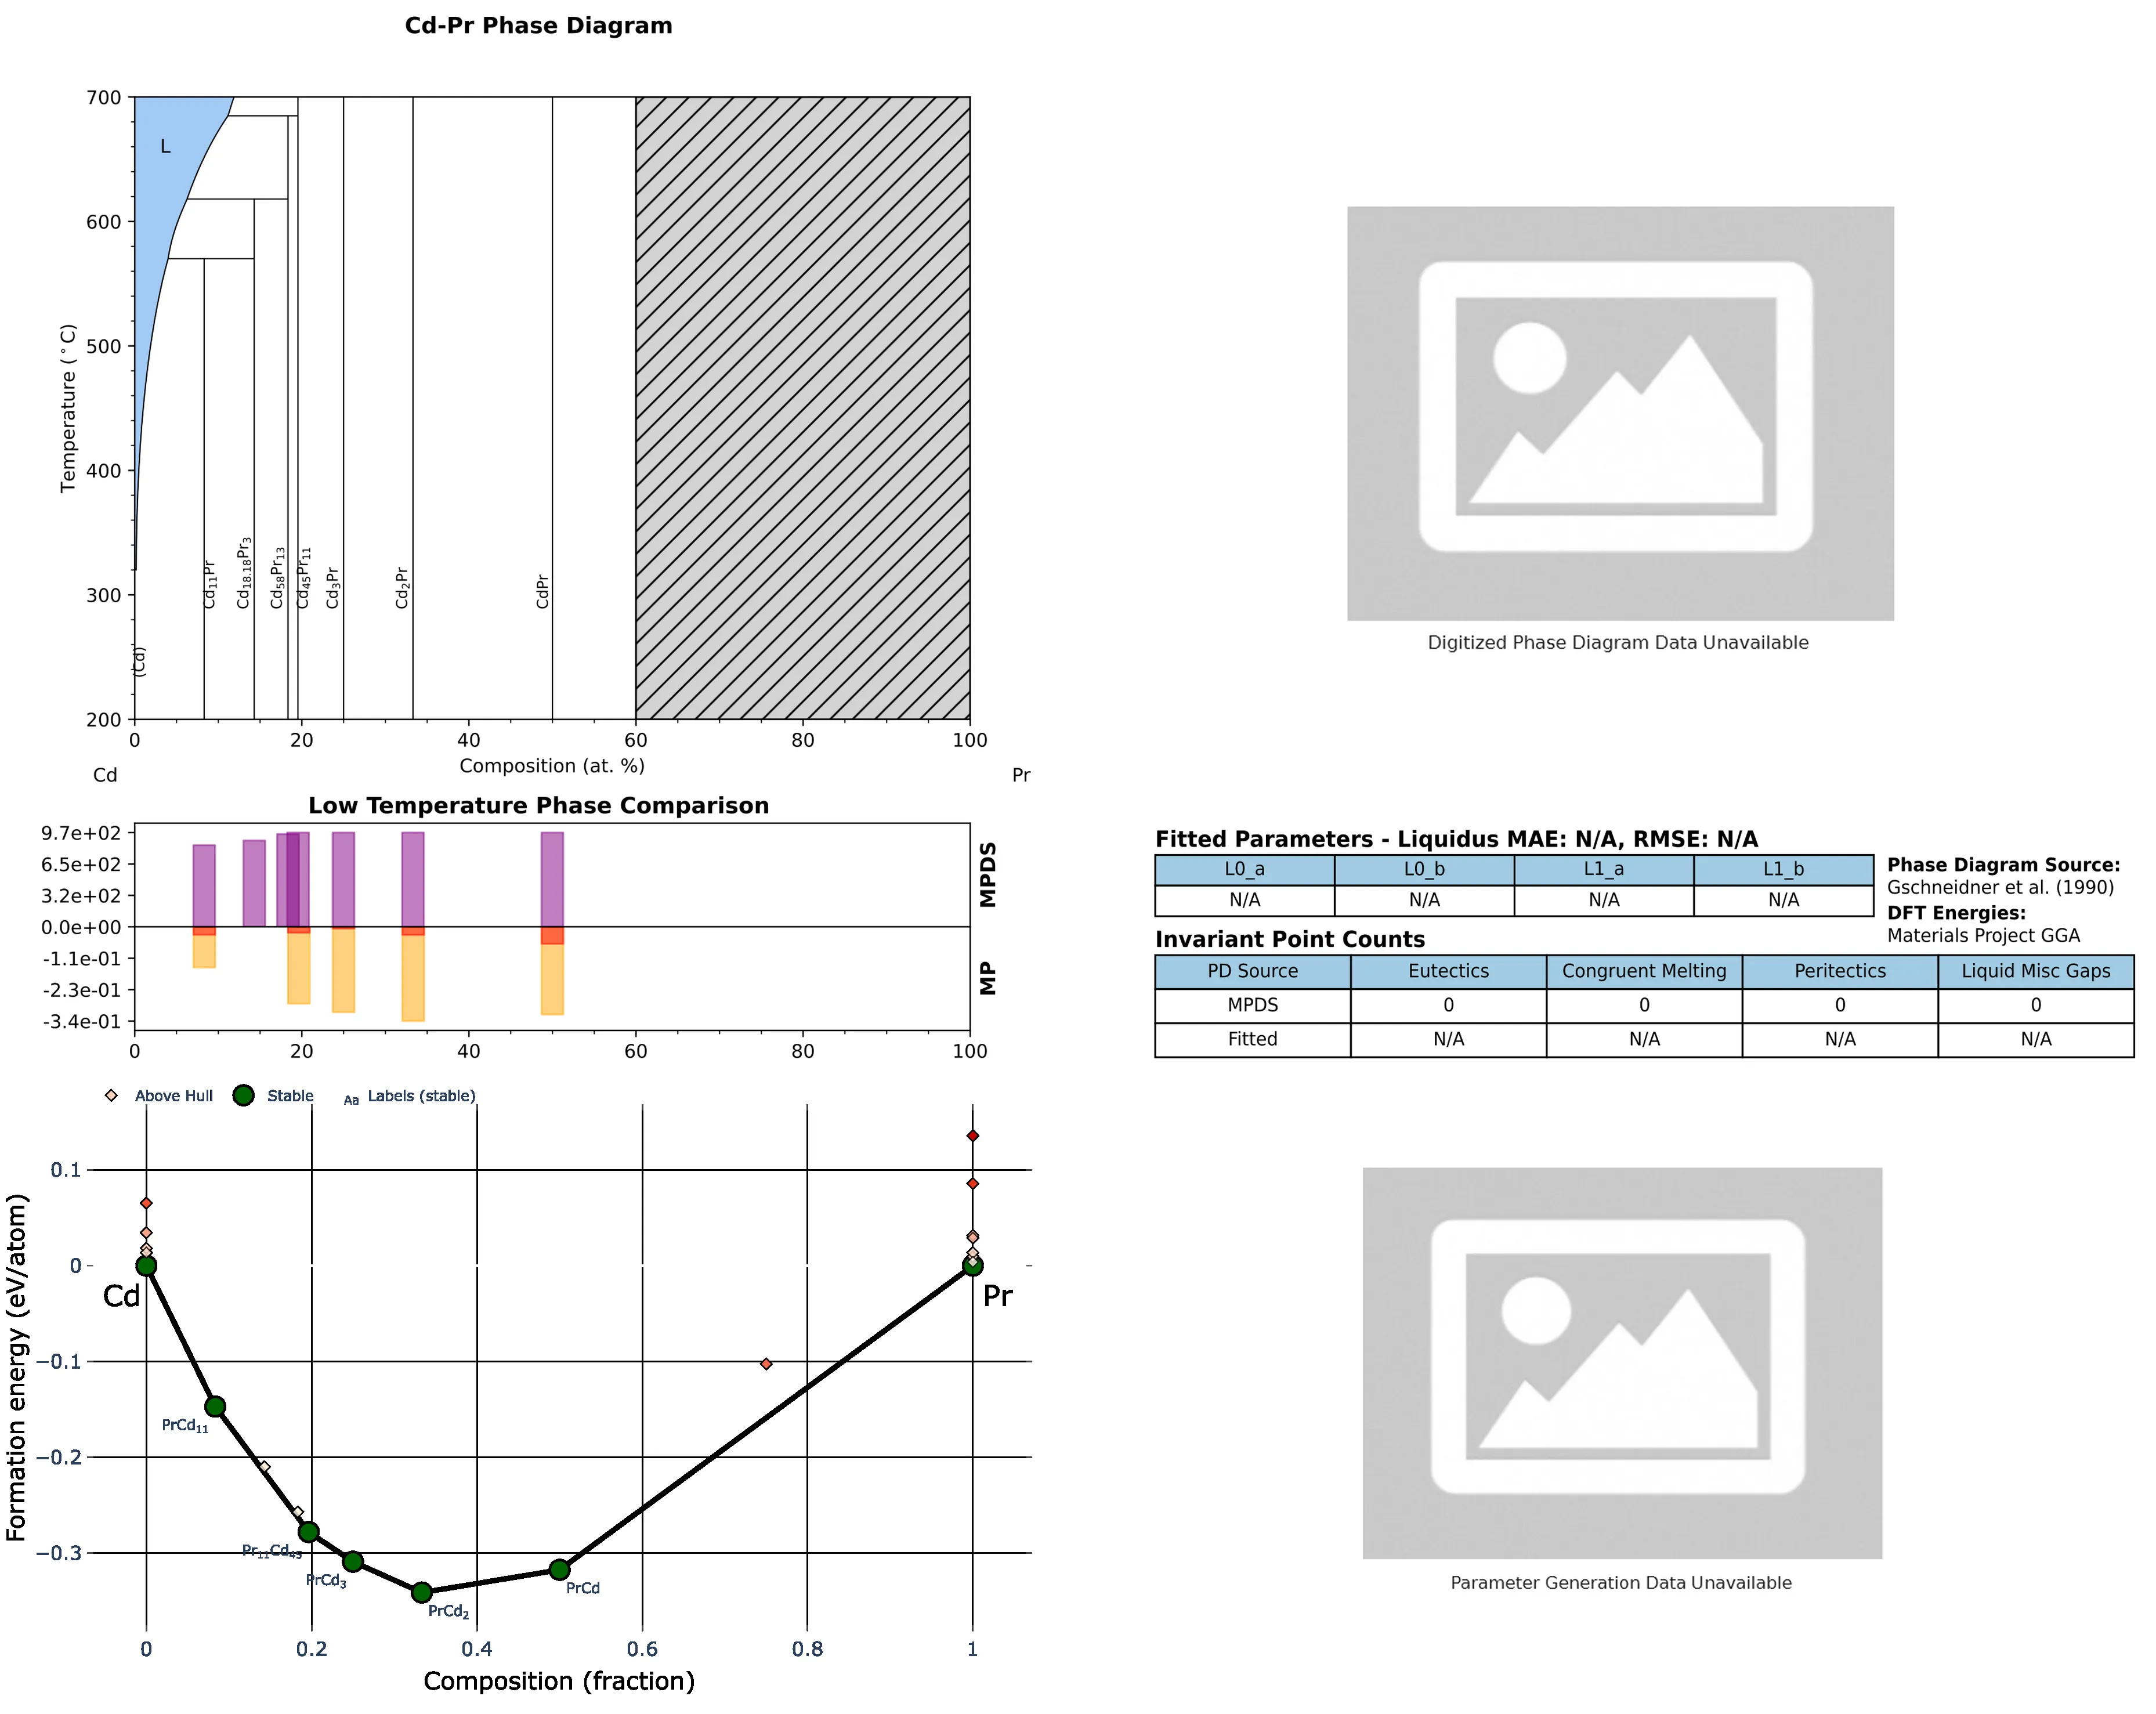 Cd-Pr Phase Diagram
700
600
500
400
300
200
Temperature (°C)
L
(Cd)
Cd₁₁Pr
Cd₁₈.₁₈Pr₃
Cd₅₈Pr₁₃
Cd₄₅Pr₁₁
Cd₃Pr
Cd₂Pr
CdPr
0 20 40 60 80 100
Composition (at. %)
Cd Pr
Digitized Phase Diagram Data Unavailable
Low Temperature Phase Comparison
9.7e+02
6.5e+02
3.2e+02
0.0e+00
-1.1e-01
-2.3e-01
-3.4e-01
MPDS
MP
0 20 40 60 80 100
Fitted Parameters - Liquidus MAE: N/A, RMSE: N/A
L0_a L0_b L1_a L1_b
N/A N/A N/A N/A
Phase Diagram Source:
Gschneidner et al. (1990)
DFT Energies:
Materials Project GGA
Invariant Point Counts
PD Source Eutectics Congruent Melting Peritectics Liquid Misc Gaps
MPDS 0 0 0 0
Fitted N/A N/A N/A N/A
Above Hull Stable Aa Labels (stable)
0.1
0
−0.1
−0.2
−0.3
Formation energy (eV/atom)
Cd
Pr
PrCd₁₁
Pr₁₁Cd₄₅
PrCd₃
PrCd₂
PrCd
0 0.2 0.4 0.6 0.8 1
Composition (fraction)
Parameter Generation Data Unavailable